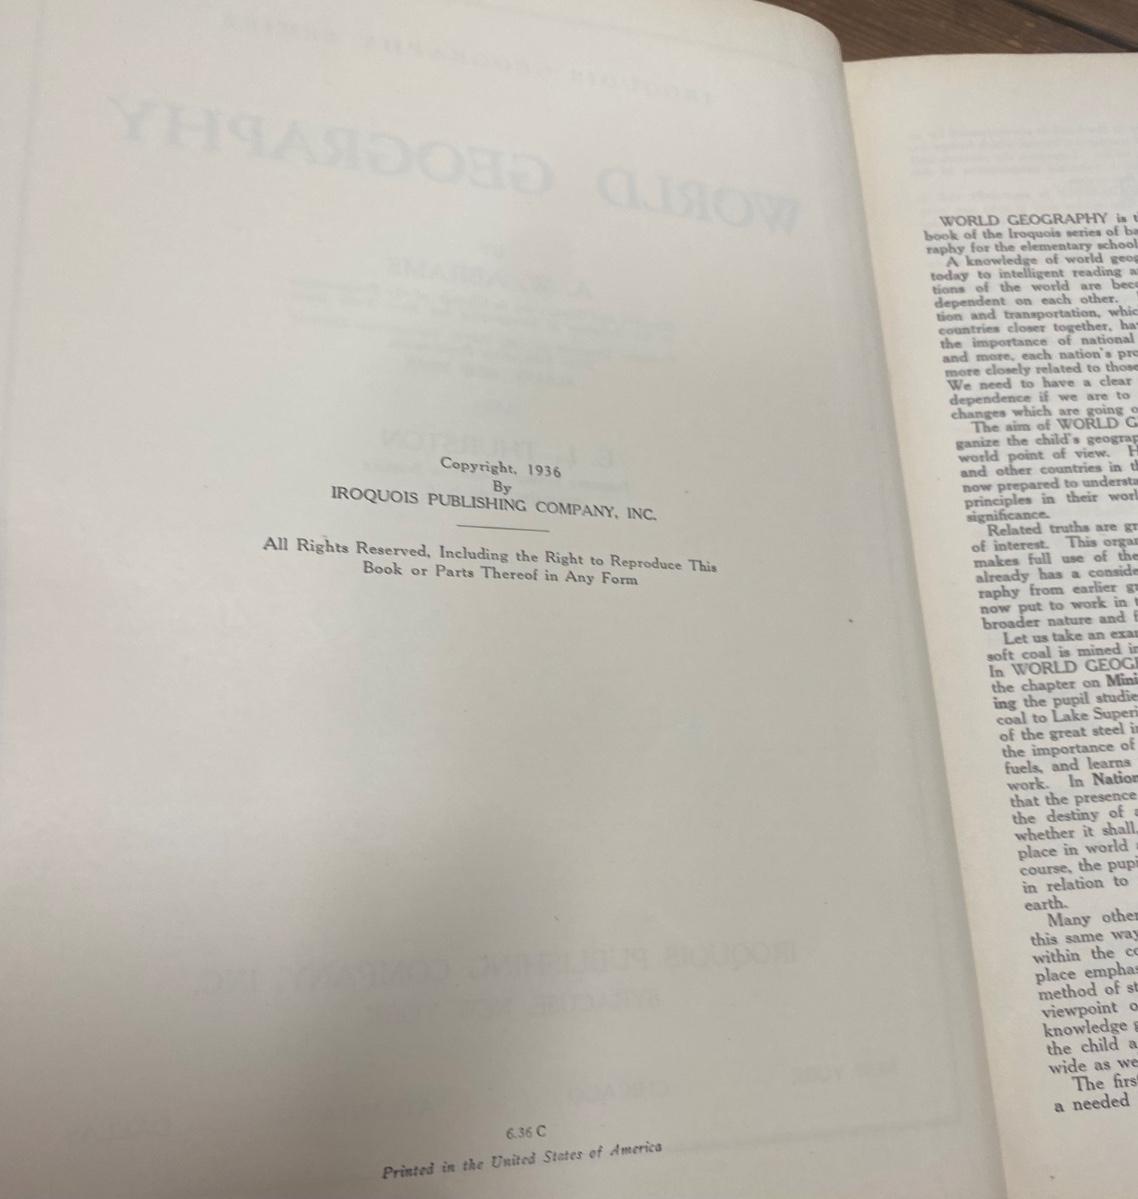 WORLD GEOGRAPHY
Copyright, 1936
By
IROQUOIS PUBLISHING COMPANY, INC.
All Rights Reserved, Including the Right to Reproduce This
Book or Parts Thereof in Any Form
IROQUOIS PUBLISHING COMPANY, INC.
6.36 C
Printed in the United States of America
WORLD GEOGRAPHY is
book of the Iroquois series of
raphy for the elementary school
A knowledge of world
today to intelligent reading
tions of the world are
dependent on each other.
tion and transportation,
countries closer together,
the importance of national
and more, each nation's
more closely related to those
We need to have a clear
dependence if we are to
changes which are going
The aim of WORLD
ganize the child's
world point of view.
and other countries in
now prepared to
principles in their
significance.
Related truths are
of interest. This
makes full use of the
already has a
raphy from earlier
now put to work in
broader nature and
Let us take an
soft coal is mined
In WORLD
the chapter on
ing the pupil
coal to Lake
of the great steel
the importance of
fuels, and learns
work. In
that the presence
the destiny of
whether it shall,
place in world
course, the
in relation to
earth.
Many other
this same way
within the
place
method of
viewpoint
knowledge
the child
wide as
The
a needed